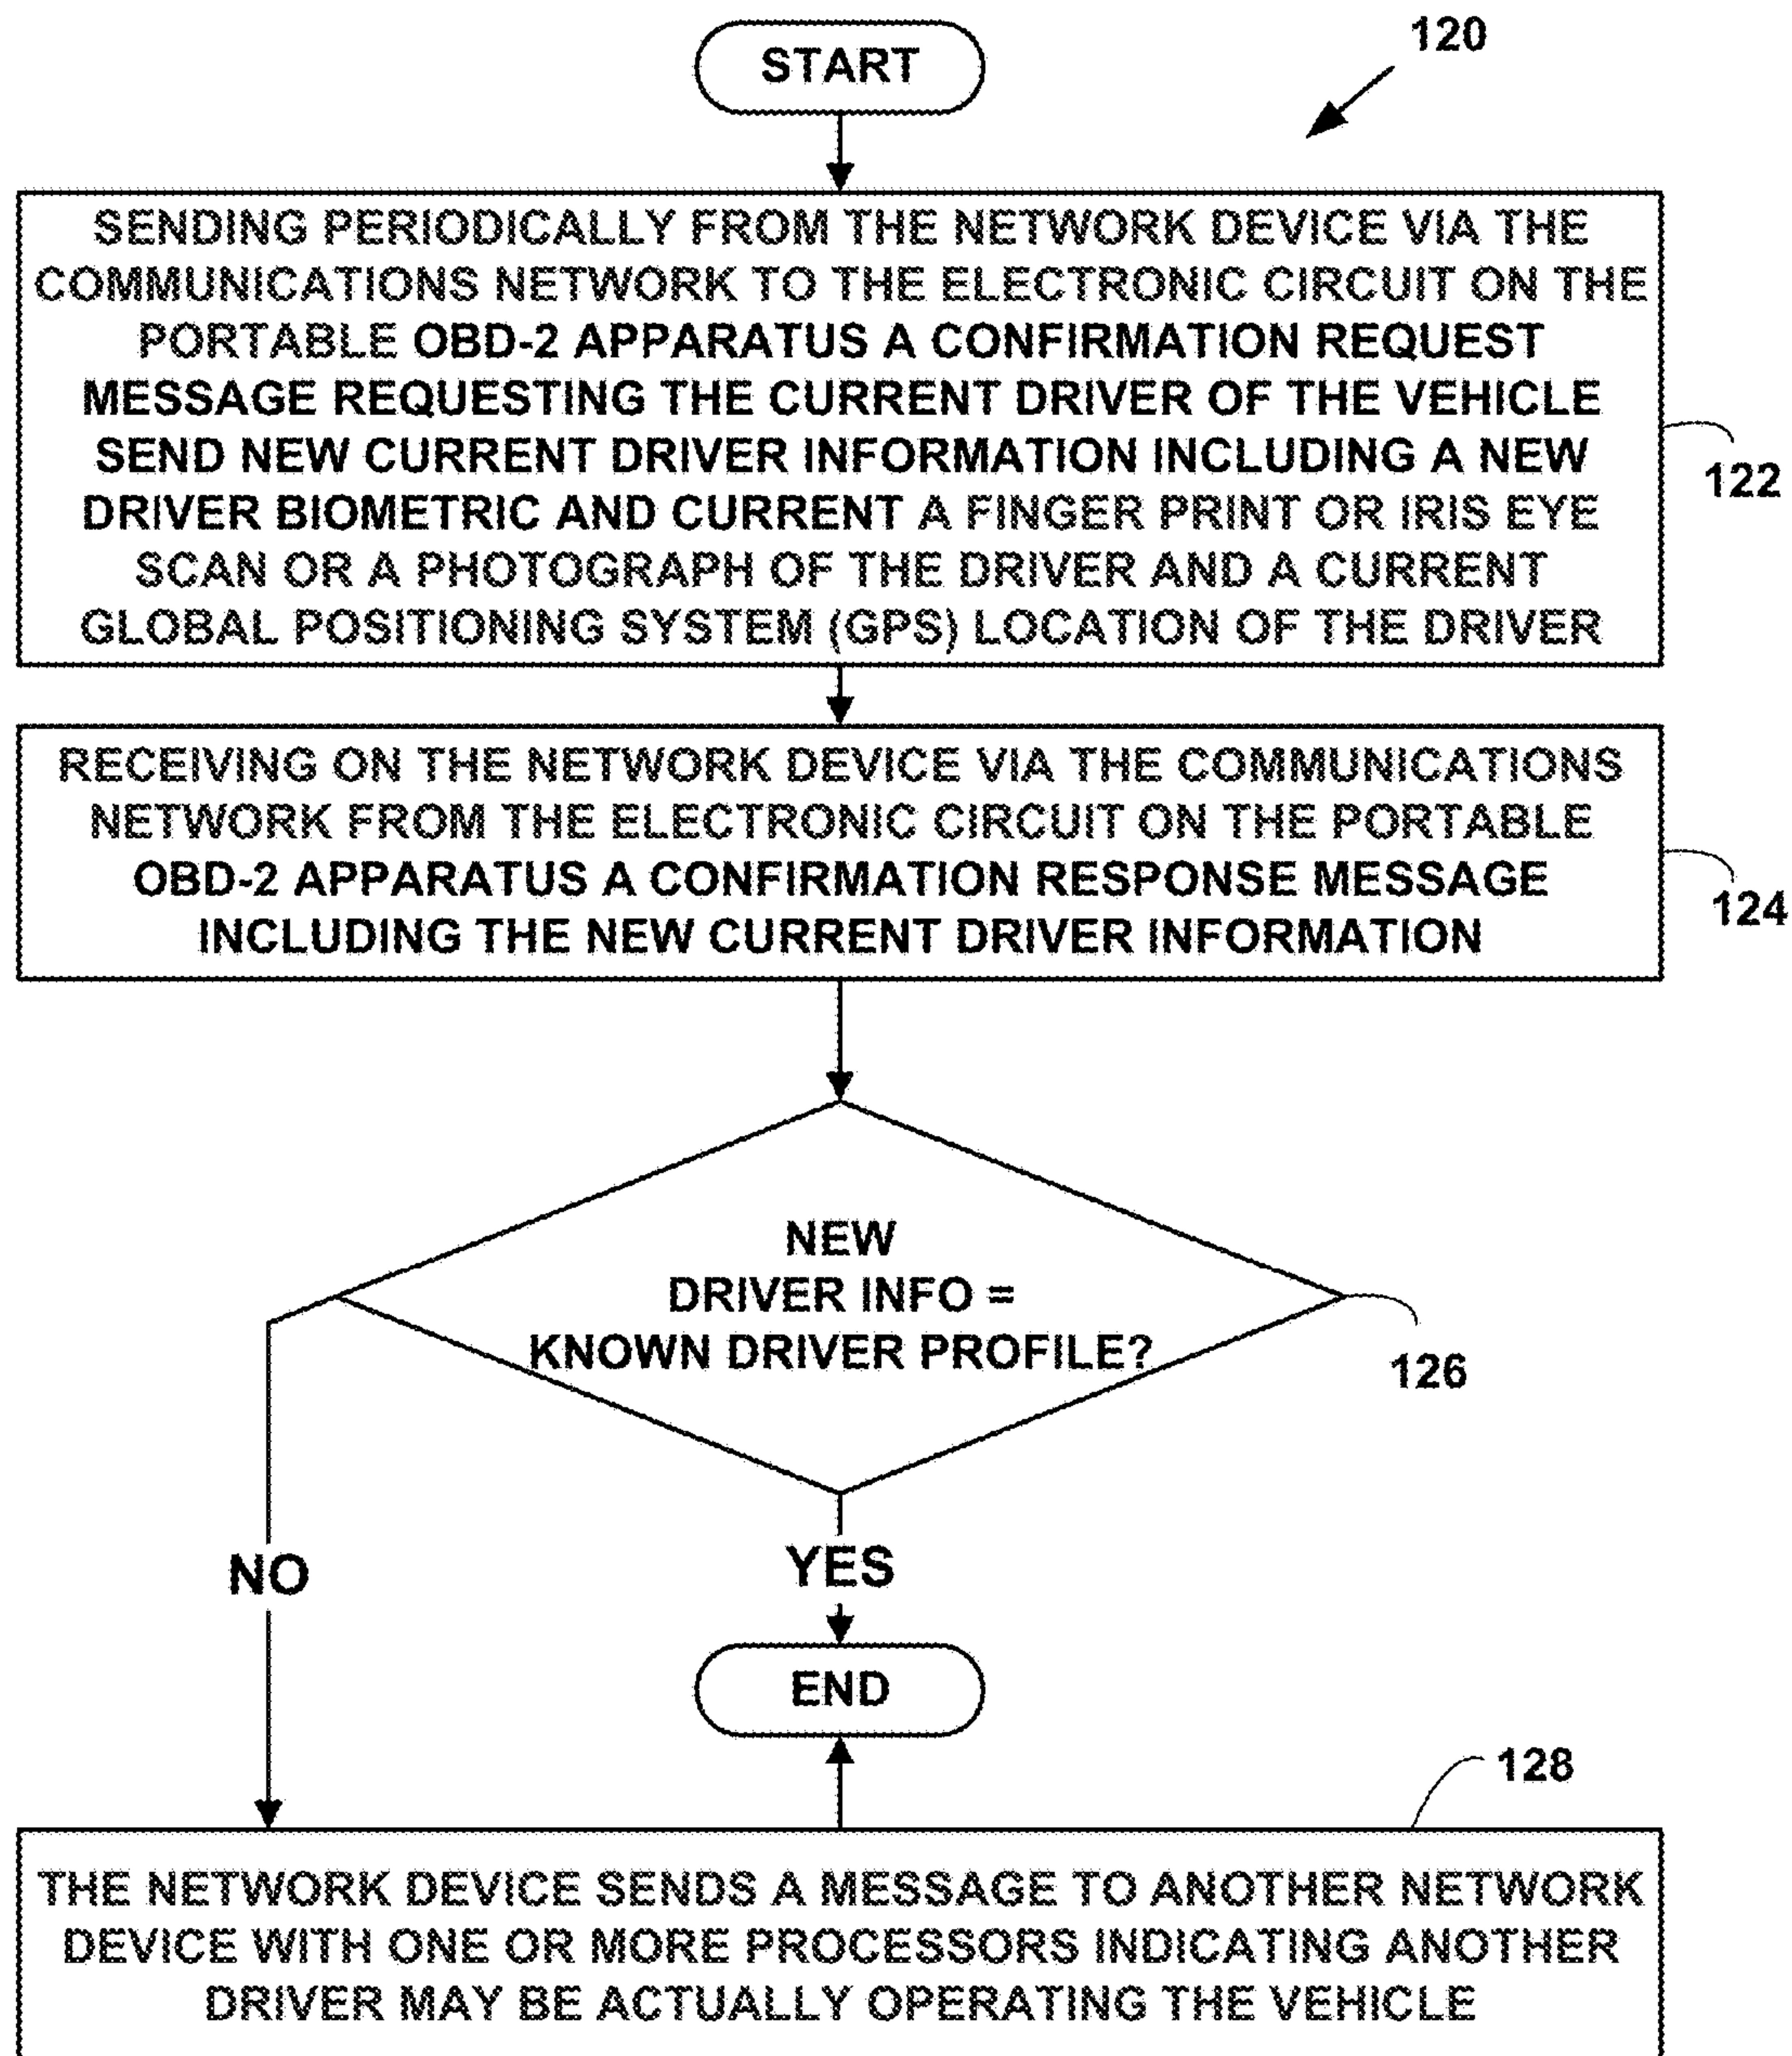 START
120
SENDING PERIODICALLY FROM THE NETWORK DEVICE VIA THE
COMMUNICATIONS NETWORK TO THE ELECTRONIC CIRCUIT ON THE
PORTABLE OBD-2 APPARATUS A CONFIRMATION REQUEST
MESSAGE REQUESTING THE CURRENT DRIVER OF THE VEHICLE
SEND NEW CURRENT DRIVER INFORMATION INCLUDING A NEW
DRIVER BIOMETRIC AND CURRENT A FINGER PRINT OR IRIS EYE
SCAN OR A PHOTOGRAPH OF THE DRIVER AND A CURRENT
GLOBAL POSITIONING SYSTEM (GPS) LOCATION OF THE DRIVER
122
RECEIVING ON THE NETWORK DEVICE VIA THE COMMUNICATIONS
NETWORK FROM THE ELECTRONIC CIRCUIT ON THE PORTABLE
OBD-2 APPARATUS A CONFIRMATION RESPONSE MESSAGE
INCLUDING THE NEW CURRENT DRIVER INFORMATION
124
NEW
DRIVER INFO =
KNOWN DRIVER PROFILE?
126
NO
YES
END
128
THE NETWORK DEVICE SENDS A MESSAGE TO ANOTHER NETWORK
DEVICE WITH ONE OR MORE PROCESSORS INDICATING ANOTHER
DRIVER MAY BE ACTUALLY OPERATING THE VEHICLE